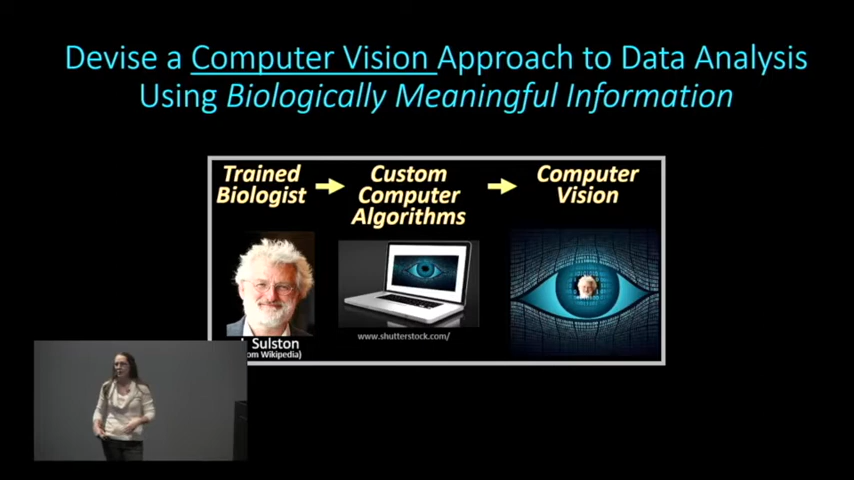 Devise a Computer Vision Approach to Data Analysis
Using Biologically Meaningful Information
Trained
Biologist
Custom
Computer
Algorithms
Computer
Vision
Sulston
om Wikipedia)
www.shutterstock.com/